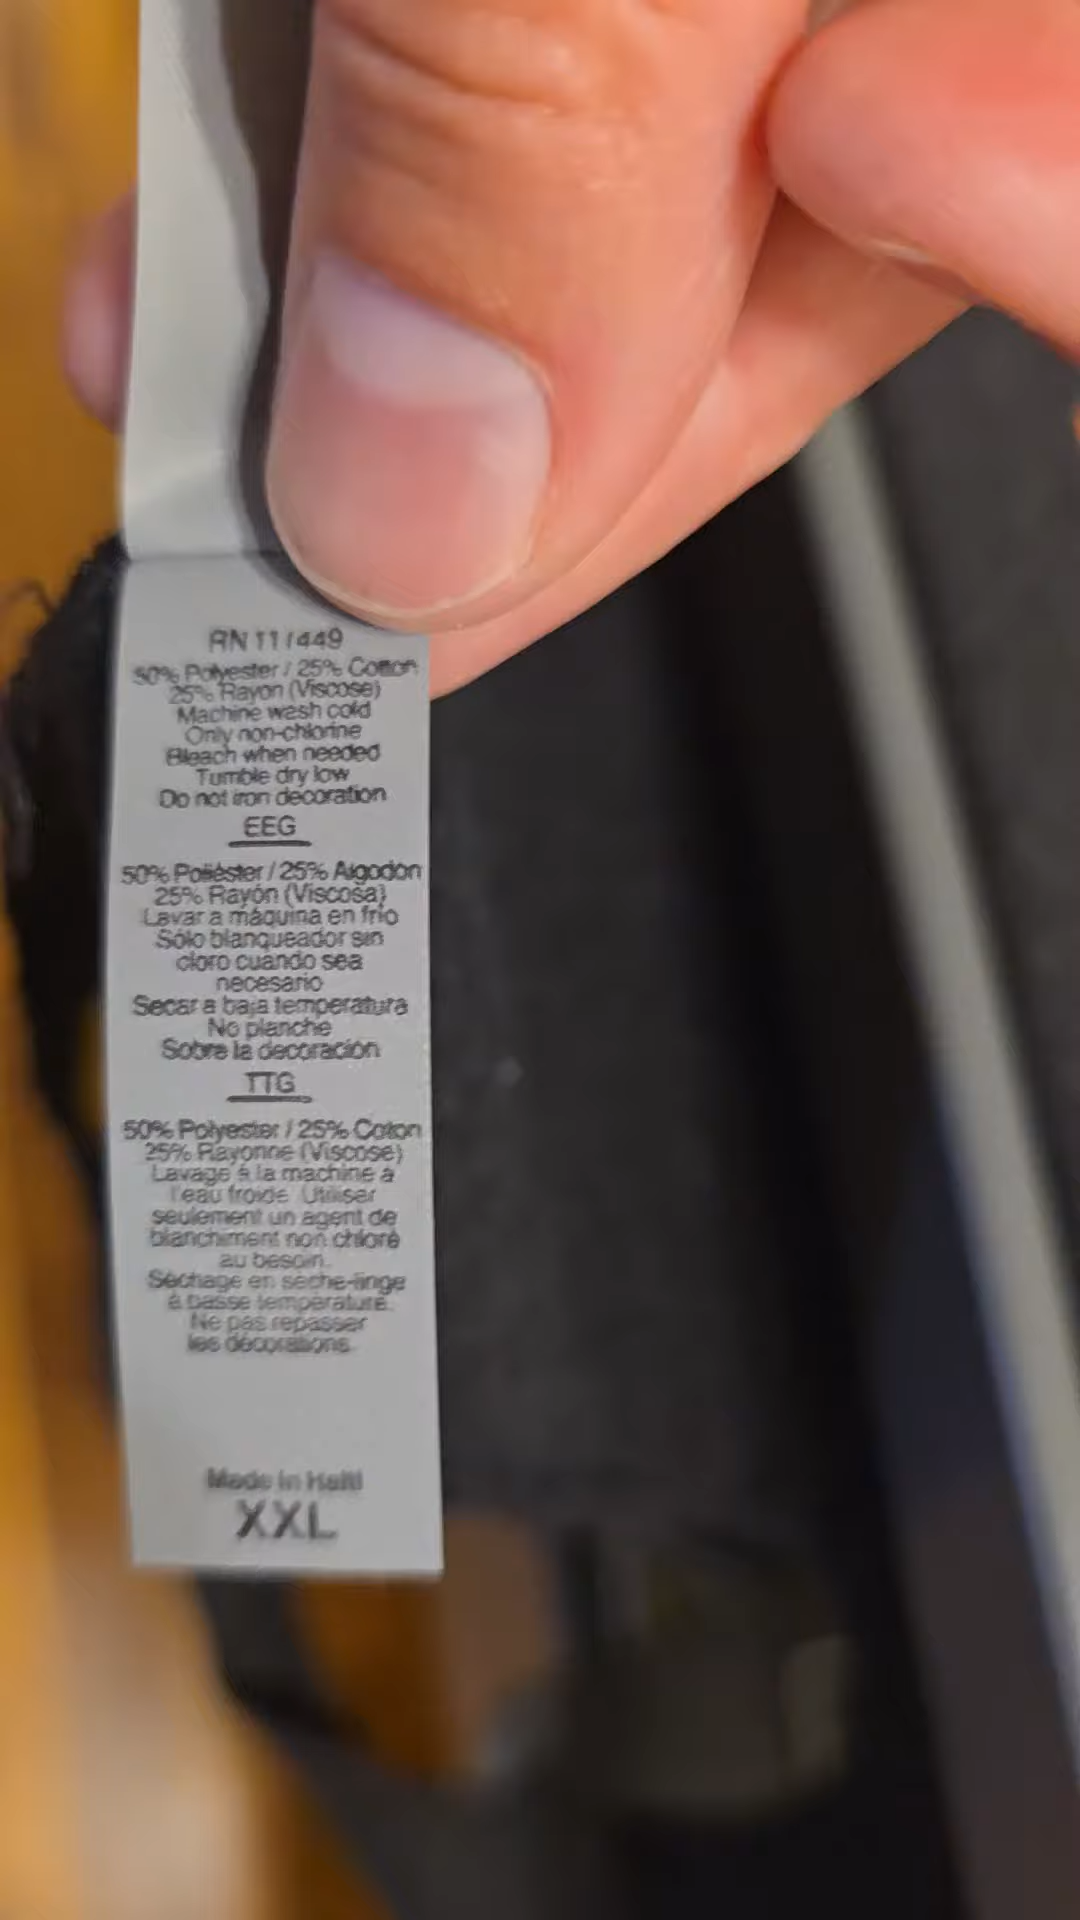 RN 117449
50% Polyester / 25% Cotton
25% Rayon (Viscose)
Machine wash cold
Only non-chlorine
Bleach when needed
Tumble dry low
Do not iron decoration
EEG
50% Poliéster / 25% Algodón
25% Rayón (Viscosa)
Lavar a máquina en frío
Sólo blanqueador sin
cloro cuando sea
necesario
Secar a baja temperatura
No planche
Sobre la decoración
TTG
50% Polyester / 25% Coton
25% Rayonne (Viscose)
Lavage à la machine à
l'eau froide. Utiliser
seulement un agent de
blanchiment non chloré
au besoin.
Séchage en sèche-linge
à basse température.
Ne pas repasser
les décorations.
Made in Haiti
XXL